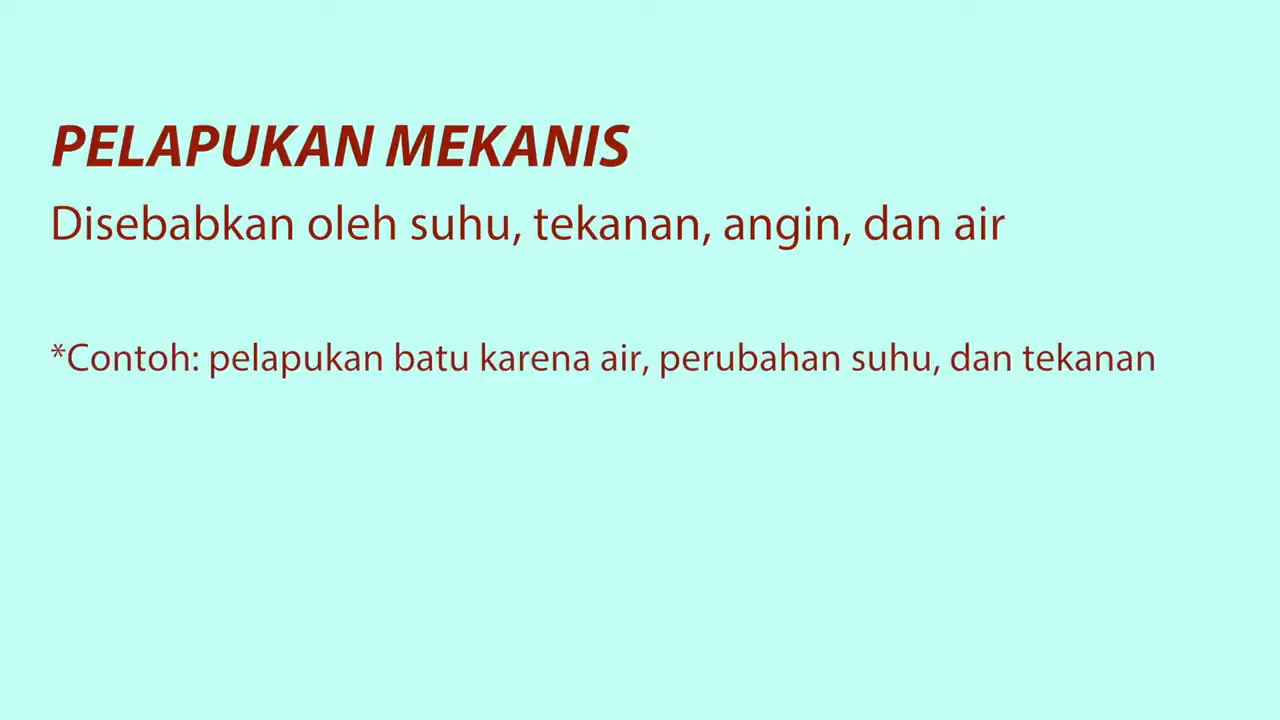 PELAPUKAN MEKANIS
Disebabkan oleh suhu, tekanan, angin, dan air
*Contoh: pelapukan batu karena air, perubahan suhu, dan tekanan